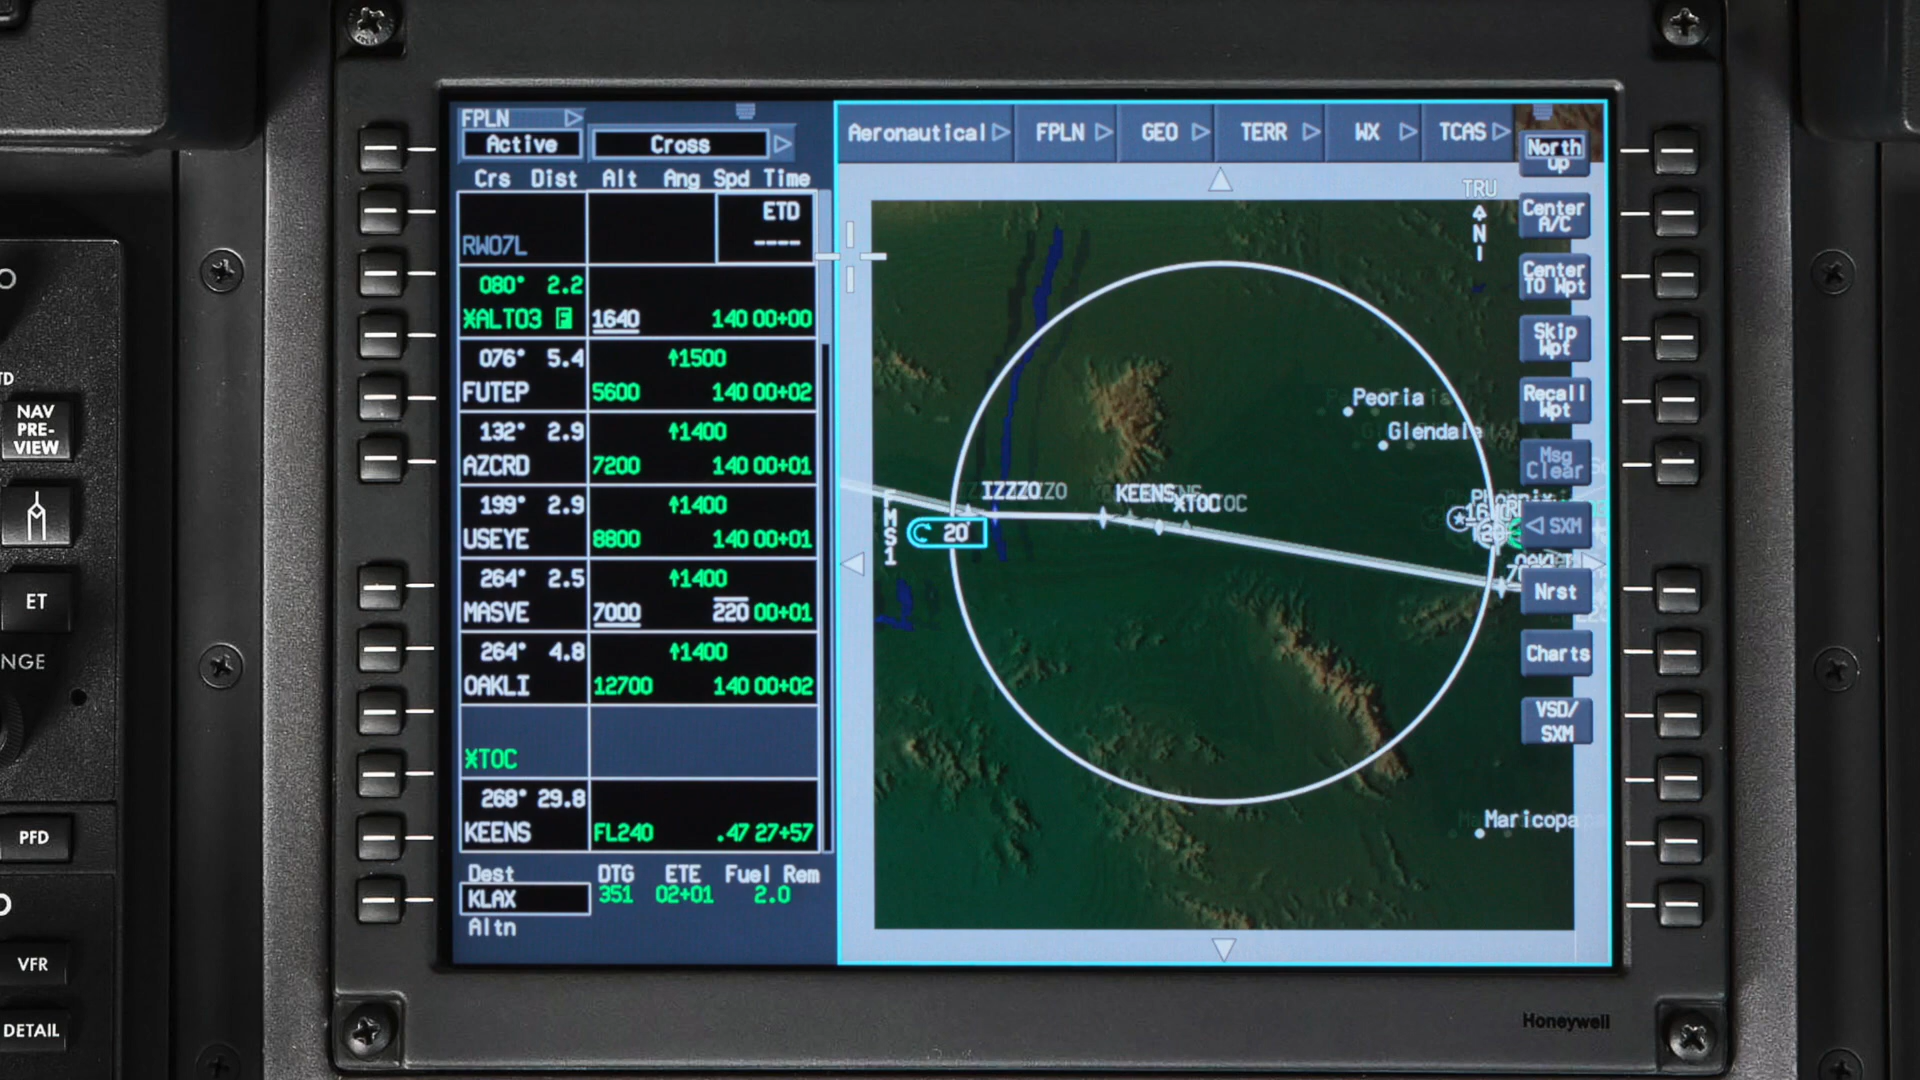 FPLN
Active
Cross
Crs Dist Alt Ang Spd Time
ETD
RW07L ----
080° 2.2
*ALTO3 F 1640 140 00+00
076° 5.4 ↑1500
FUTEP 5600 140 00+02
132° 2.9 ↑1400
AZCRD 7200 140 00+01
199° 2.9 ↑1400
USEYE 8800 140 00+01
264° 2.5 ↑1400
MASVE 7000 220 00+01
264° 4.8 ↑1400
OAKLI 12700 140 00+02
*TOC
268° 29.8
KEENS FL240 .47 27+57
Dest DTG ETE Fuel Rem
KLAX 351 02+01 2.0
Altn
Aeronautical FPLN GEO TERR WX TCAS
North
Up
TRU
N
Center
A/C
Center
TO Wpt
Skip
Wpt
Recall
Wpt
Msg
Clear
SXM
Nrst
Charts
VSD/
SXM
Peoria
Glendale
IZZZO
KEENS
*TOC
FMS1
20
Phoenix
OAKLI
Maricopa
NAV
PRE-
VIEW
ET
NGE
PFD
VFR
DETAIL
Honeywell